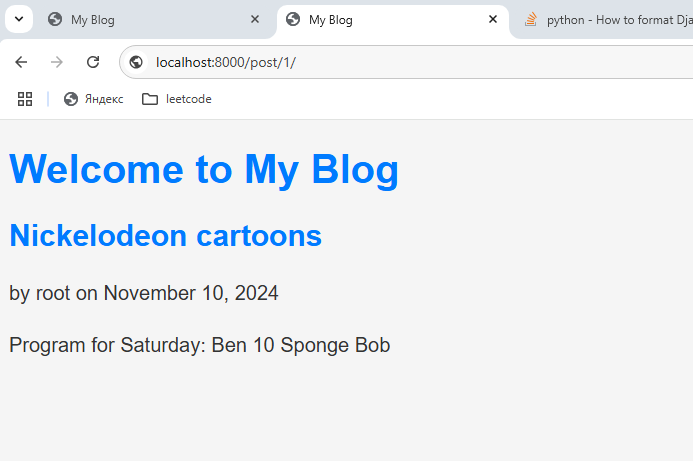 My Blog
My Blog
python - How to format Dja
localhost:8000/post/1/
Яндекс
leetcode
Welcome to My Blog
Nickelodeon cartoons
by root on November 10, 2024
Program for Saturday: Ben 10 Sponge Bob